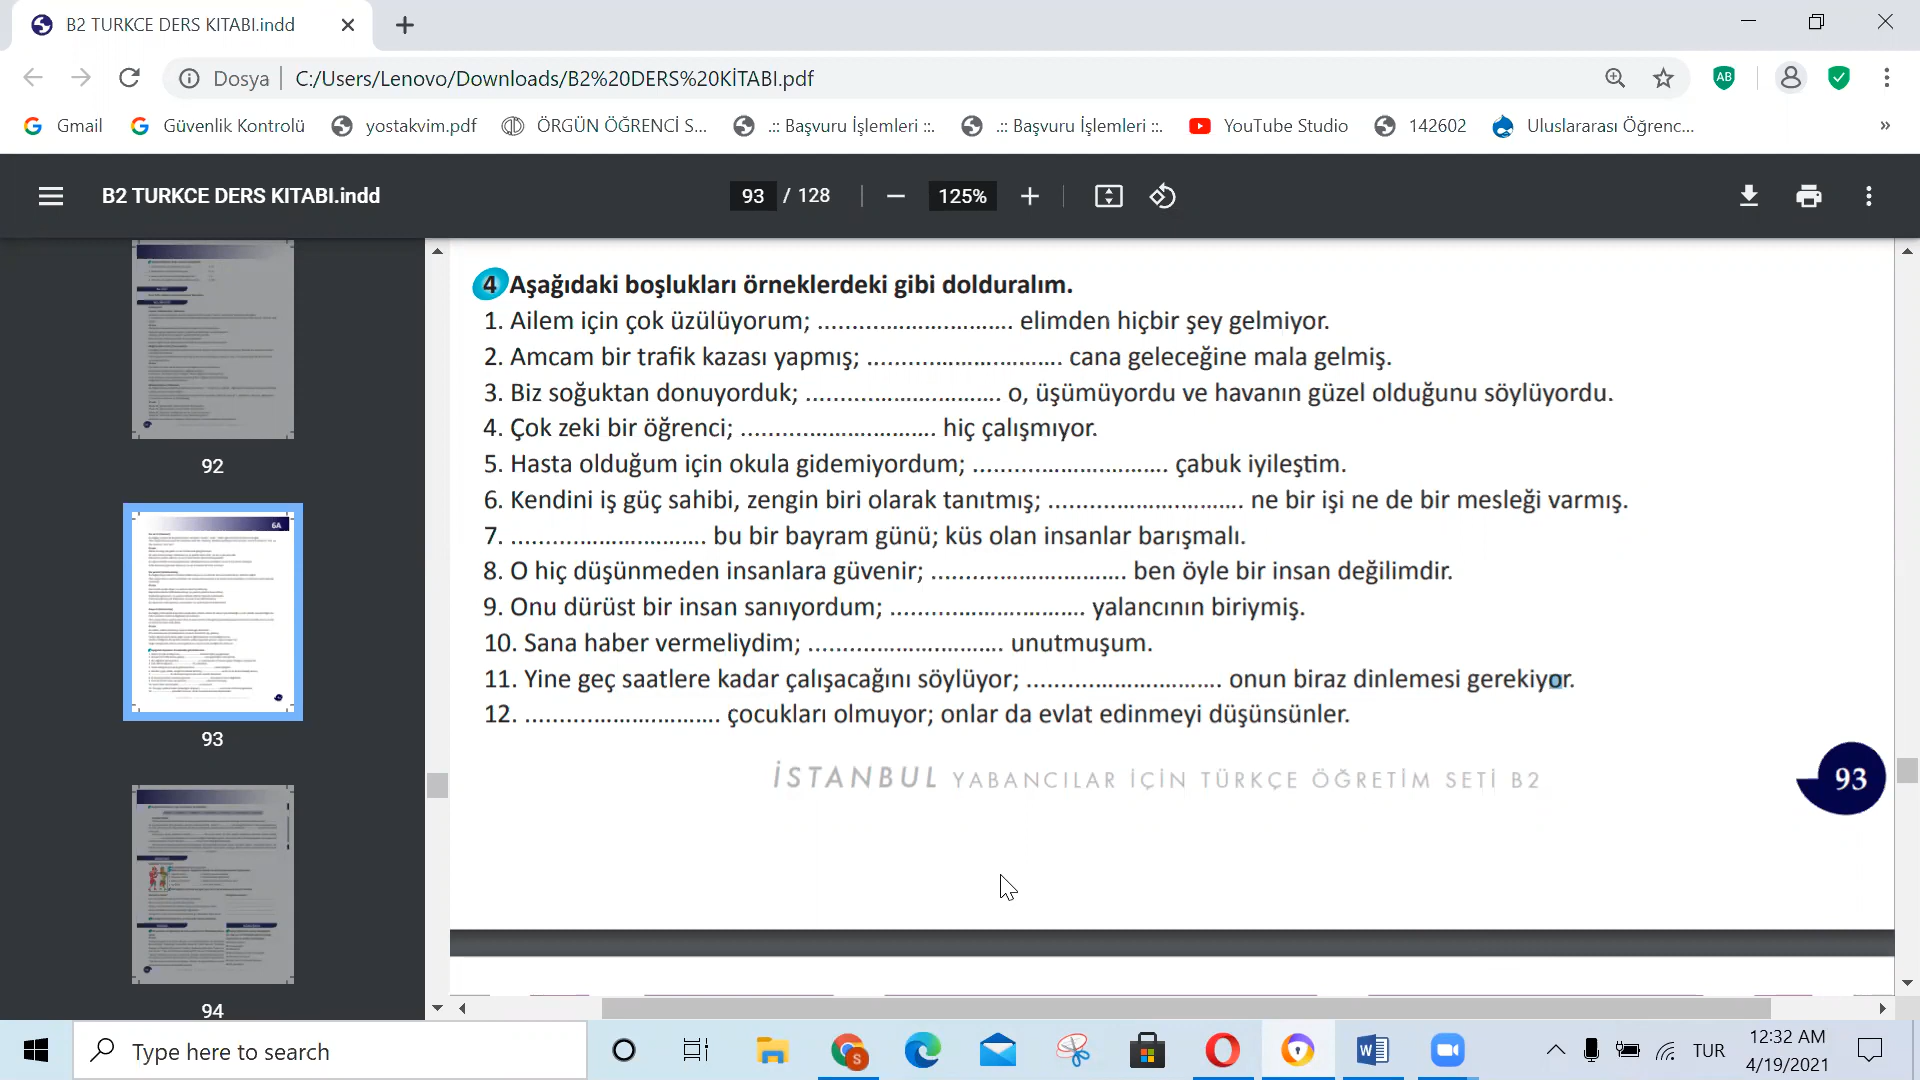 B2 TURKCE DERS KITABI.indd
Dosya C:/Users/Lenovo/Downloads/B2%20DERS%20KİTABI.pdf AB
Gmail Güvenlik Kontrolü yostakvim.pdf ÖRGÜN ÖĞRENCİ S... .:: Başvuru İşlemleri ::. .:: Başvuru İşlemleri ::. YouTube Studio 142602 Uluslararası Öğrenc... »
B2 TURKCE DERS KITABI.indd 93 / 128 125%
92
6A
93
94
4 Aşağıdaki boşlukları örneklerdeki gibi dolduralım.
1. Ailem için çok üzülüyorum; ................................ elimden hiçbir şey gelmiyor.
2. Amcam bir trafik kazası yapmış; ................................ cana geleceğine mala gelmiş.
3. Biz soğuktan donuyorduk; ................................ o, üşümüyordu ve havanın güzel olduğunu söylüyordu.
4. Çok zeki bir öğrenci; ................................ hiç çalışmıyor.
5. Hasta olduğum için okula gidemiyordum; ................................ çabuk iyileştim.
6. Kendini iş güç sahibi, zengin biri olarak tanıtmış; ................................ ne bir işi ne de bir mesleği varmış.
7. ................................ bu bir bayram günü; küs olan insanlar barışmalı.
8. O hiç düşünmeden insanlara güvenir; ................................ ben öyle bir insan değilimdir.
9. Onu dürüst bir insan sanıyordum; ................................ yalancının biriymiş.
10. Sana haber vermeliydim; ................................ unutmuşum.
11. Yine geç saatlere kadar çalışacağını söylüyor; ................................ onun biraz dinlemesi gerekiyor.
12. ................................ çocukları olmuyor; onlar da evlat edinmeyi düşünsünler.
İSTANBUL YABANCILAR İÇİN TÜRKÇE ÖĞRETİM SETİ B2
93
Type here to search S TUR 12:32 AM
4/19/2021